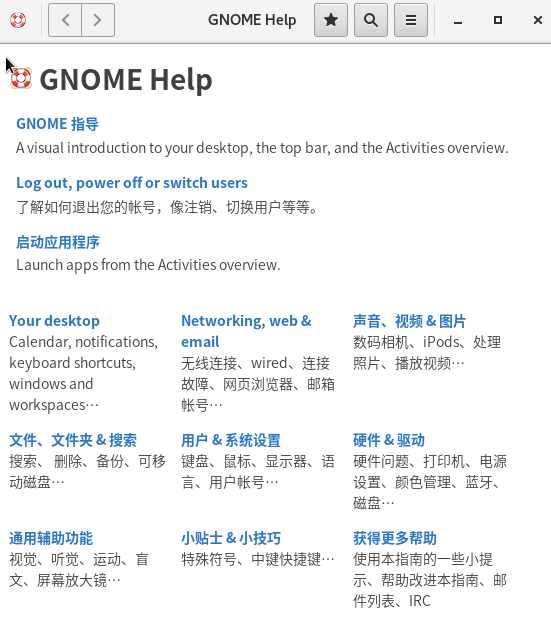 GNOME Help
GNOME Help
GNOME 指导
A visual introduction to your desktop, the top bar, and the Activities overview.
Log out, power off or switch users
了解如何退出您的帐号，像注销、切换用户等等。
启动应用程序
Launch apps from the Activities overview.
Your desktop
Calendar, notifications,
keyboard shortcuts,
windows and
workspaces…
Networking, web &
email
无线连接、wired、连接
故障、网页浏览器、邮箱
帐号…
声音、视频 & 图片
数码相机、iPods、处理
照片、播放视频…
文件、文件夹 & 搜索
搜索、 删除、备份、可移
动磁盘…
用户 & 系统设置
键盘、鼠标、显示器、语
言、用户帐号…
硬件 & 驱动
硬件问题、打印机、电源
设置、颜色管理、蓝牙、
磁盘…
通用辅助功能
视觉、听觉、运动、盲
文、屏幕放大镜…
小贴士 & 小技巧
特殊符号、中键快捷键…
获得更多帮助
使用本指南的一些小提
示、帮助改进本指南、邮
件列表、IRC